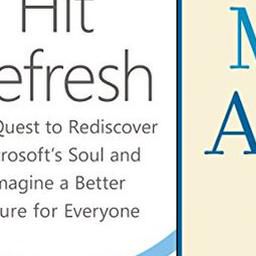 Hit
efresh
Quest to Rediscover
rosoft's Soul and
magine a Better
ure for Everyone
M
A